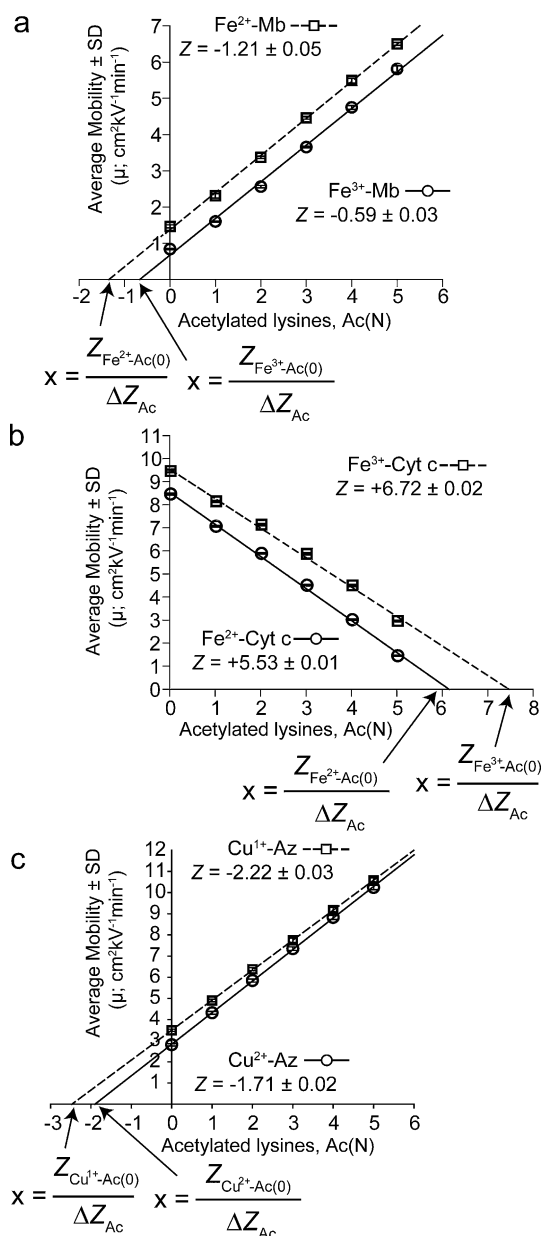 a
Fe²⁺-Mb
Z = -1.21 ± 0.05
Average Mobility ± SD
(µ; cm²kV⁻¹min⁻¹)
7
6
5
4
3
2
1
Fe³⁺-Mb
Z = -0.59 ± 0.03
-2 -1 0 1 2 3 4 5 6
Acetylated lysines, Ac(N)
x = Z_Fe²⁺-Ac(0) / ΔZ_Ac x = Z_Fe³⁺-Ac(0) / ΔZ_Ac
b
Average Mobility ± SD
(µ; cm²kV⁻¹min⁻¹)
11
10
9
8
7
6
5
4
3
2
1
0
Fe³⁺-Cyt c
Z = +6.72 ± 0.02
Fe²⁺-Cyt c
Z = +5.53 ± 0.01
0 1 2 3 4 5 6 7 8
Acetylated lysines, Ac(N)
x = Z_Fe²⁺-Ac(0) / ΔZ_Ac x = Z_Fe³⁺-Ac(0) / ΔZ_Ac
c
Average Mobility ± SD
(µ; cm²kV⁻¹min⁻¹)
12
11
10
9
8
7
6
5
4
3
2
1
Cu¹⁺-Az
Z = -2.22 ± 0.03
Cu²⁺-Az
Z = -1.71 ± 0.02
-3 -2 -1 0 1 2 3 4 5 6
Acetylated lysines, Ac(N)
x = Z_Cu¹⁺-Ac(0) / ΔZ_Ac x = Z_Cu²⁺-Ac(0) / ΔZ_Ac